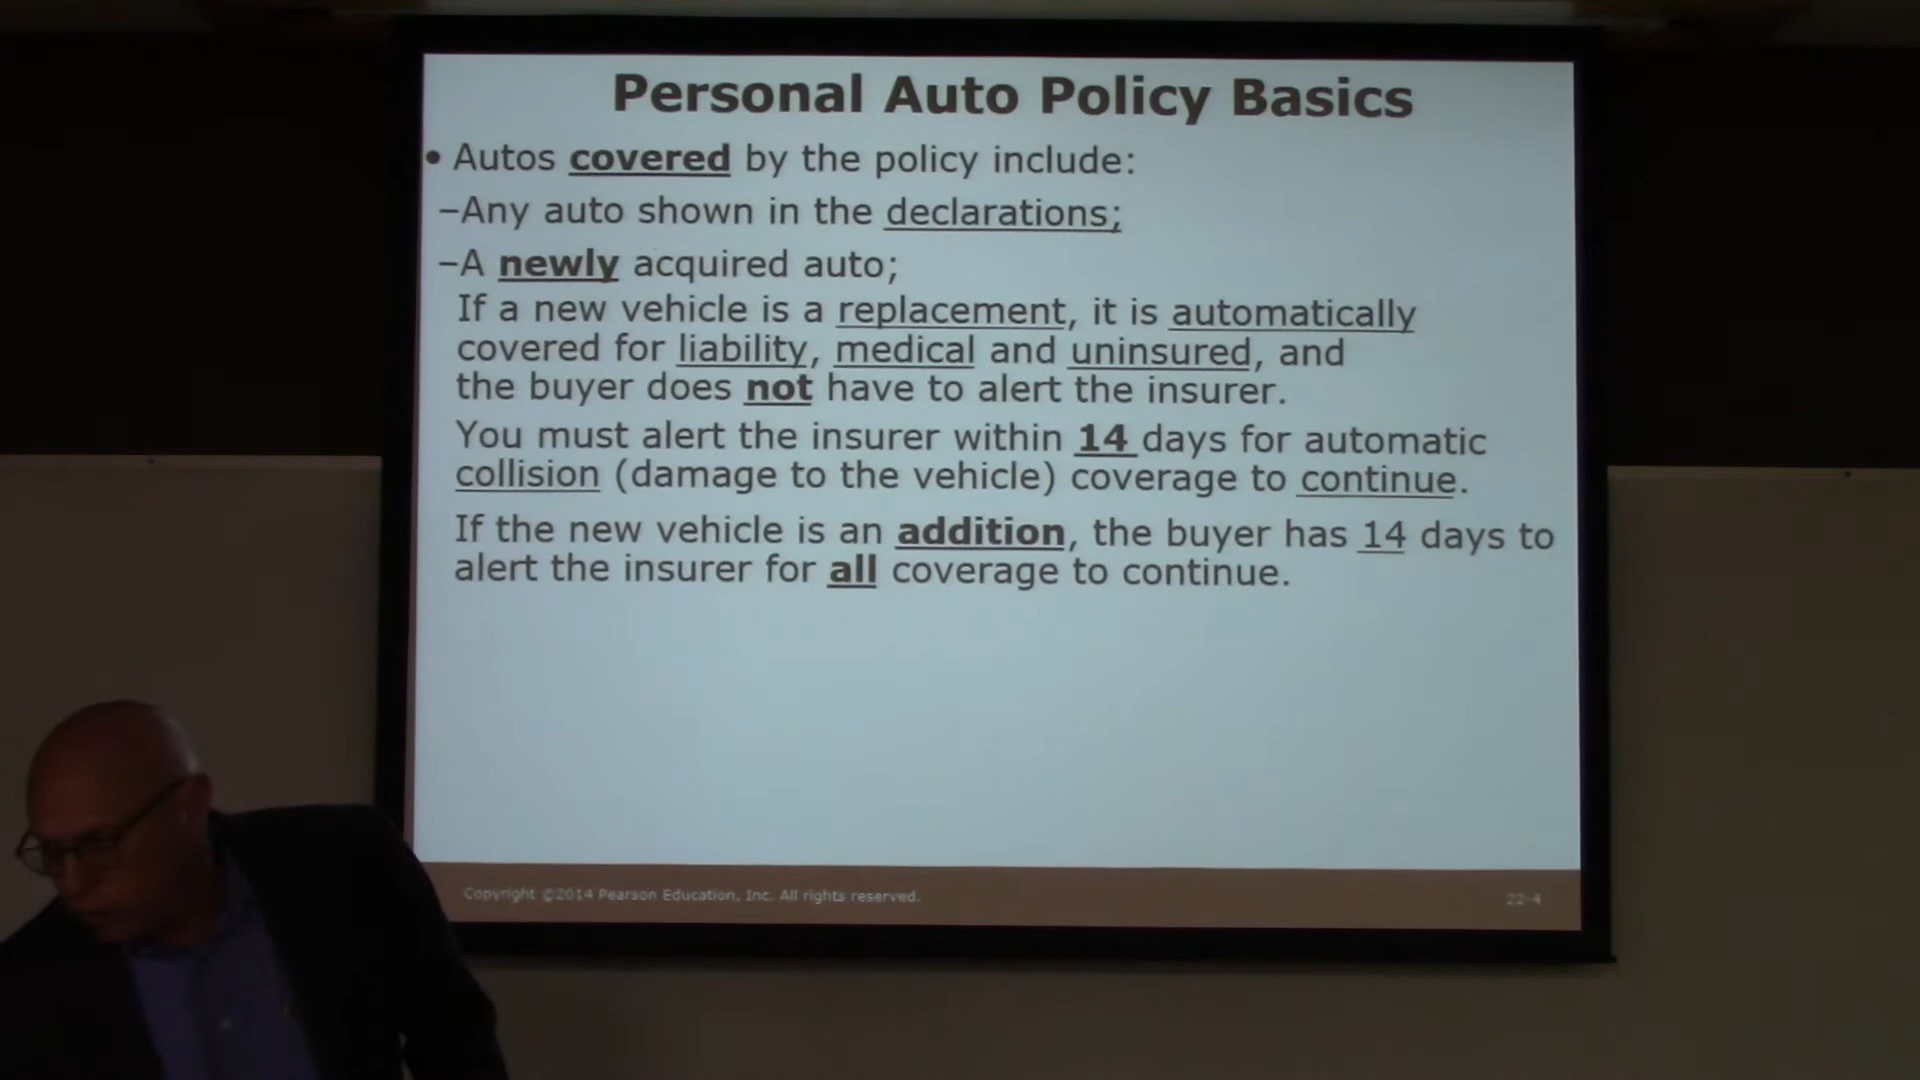 Personal Auto Policy Basics
• Autos covered by the policy include:
–Any auto shown in the declarations;
–A newly acquired auto;
If a new vehicle is a replacement, it is automatically
covered for liability, medical and uninsured, and
the buyer does not have to alert the insurer.
You must alert the insurer within 14 days for automatic
collision (damage to the vehicle) coverage to continue.
If the new vehicle is an addition, the buyer has 14 days to
alert the insurer for all coverage to continue.
Copyright ©2014 Pearson Education, Inc. All rights reserved.
22-4